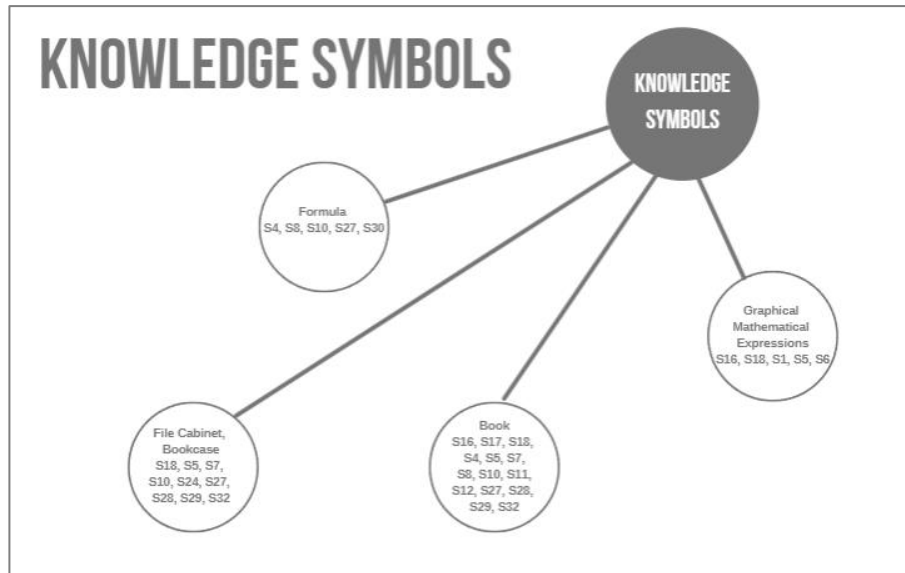 KNOWLEDGE SYMBOLS
KNOWLEDGE
SYMBOLS
Formula
S4, S8, S10, S27, S30
Graphical
Mathematical
Expressions
S16, S18, S1, S5, S6
File Cabinet,
Bookcase
S18, S5, S7,
S10, S24, S27,
S28, S29, S32
Book
S16, S17, S18,
S4, S5, S7,
S8, S10, S11,
S12, S27, S28,
S29, S32